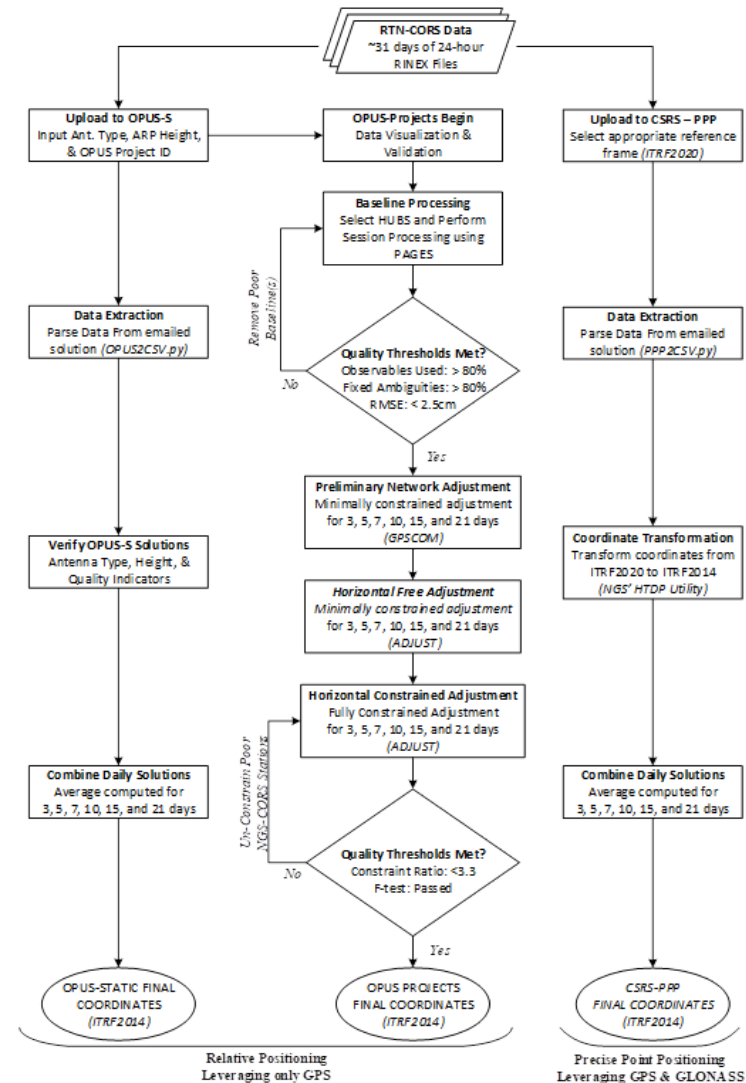 RTN-CORS Data
~31 days of 24-hour
RINEX Files
Upload to OPUS-S
Input Ant. Type, ARP Height,
& OPUS Project ID
OPUS-Projects Begin
Data Visualization &
Validation
Upload to CSRS – PPP
Select appropriate reference
frame (ITRF2020)
Baseline Processing
Select HUBS and Perform
Session Processing using
PAGES
Remove Poor
Baseline(s)
Data Extraction
Parse Data From emailed
solution (OPUS2CSV.py)
Quality Thresholds Met?
Observables Used: > 80%
Fixed Ambiguities: > 80%
RMSE: < 2.5cm
No
Yes
Data Extraction
Parse Data From emailed
solution (PPP2CSV.py)
Preliminary Network Adjustment
Minimally constrained adjustment
for 3, 5, 7, 10, 15, and 21 days
(GPSCOM)
Verify OPUS-S Solutions
Antenna Type, Height, &
Quality Indicators
Horizontal Free Adjustment
Minimally constrained adjustment
for 3, 5, 7, 10, 15, and 21 days
(ADJUST)
Coordinate Transformation
Transform coordinates from
ITRF2020 to ITRF2014
(NGS' HTDP Utility)
Horizontal Constrained Adjustment
Fully Constrained Adjustment
for 3, 5, 7, 10, 15, and 21 days
(ADJUST)
Un-Constrain Poor
NGS-CORS Stations
Combine Daily Solutions
Average computed for
3, 5, 7, 10, 15, and 21 days
Quality Thresholds Met?
Constraint Ratio: <3.3
F-test: Passed
No
Yes
Combine Daily Solutions
Average computed for
3, 5, 7, 10, 15, and 21 days
OPUS-STATIC FINAL
COORDINATES
(ITRF2014)
OPUS PROJECTS
FINAL COORDINATES
(ITRF2014)
CSRS-PPP
FINAL COORDINATES
(ITRF2014)
Relative Positioning
Leveraging only GPS
Precise Point Positioning
Leveraging GPS & GLONASS